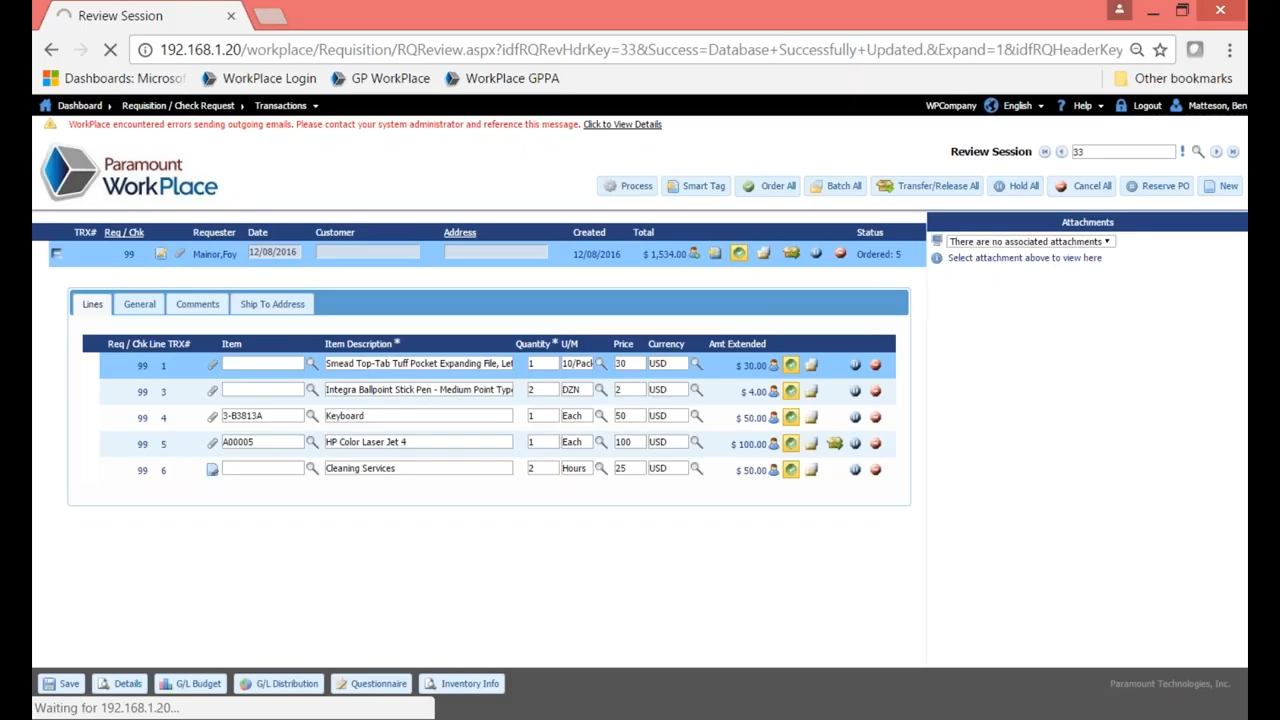 Review Session
192.168.1.20/workplace/Requisition/RQReview.aspx?idfRQRevHdrKey=33&Success=Database+Successfully+Updated.&Expand=1&idfRQHeaderKey
Dashboards: Microsof WorkPlace Login GP WorkPlace WorkPlace GPPA Other bookmarks
Dashboard Requisition / Check Request Transactions WPCompany English Help Logout Matteson, Ben
WorkPlace encountered errors sending outgoing emails. Please contact your system administrator and reference this message. Click to View Details
Review Session 33
Paramount
WorkPlace
Process Smart Tag Order All Batch All Transfer/Release All Hold All Cancel All Reserve PO New
Attachments
TRX# Req / Chk Requester Date Customer Address Created Total Status
There are no associated attachments
99 Mainor,Foy 12/08/2016 12/08/2016 $ 1,534.00 Ordered: 5
Select attachment above to view here
Lines General Comments Ship To Address
Req / Chk Line TRX# Item Item Description * Quantity * U/M Price Currency Amt Extended
99 1 Smead Top-Tab Tuff Pocket Expanding File, Let 1 10/Pack 30 USD $ 30.00
99 3 Integra Ballpoint Stick Pen - Medium Point Type 2 DZN 2 USD $ 4.00
99 4 3-B3813A Keyboard 1 Each 50 USD $ 50.00
99 5 A00005 HP Color Laser Jet 4 1 Each 100 USD $ 100.00
99 6 Cleaning Services 2 Hours 25 USD $ 50.00
Save Details G/L Budget G/L Distribution Questionnaire Inventory Info Paramount Technologies, Inc.
Waiting for 192.168.1.20...